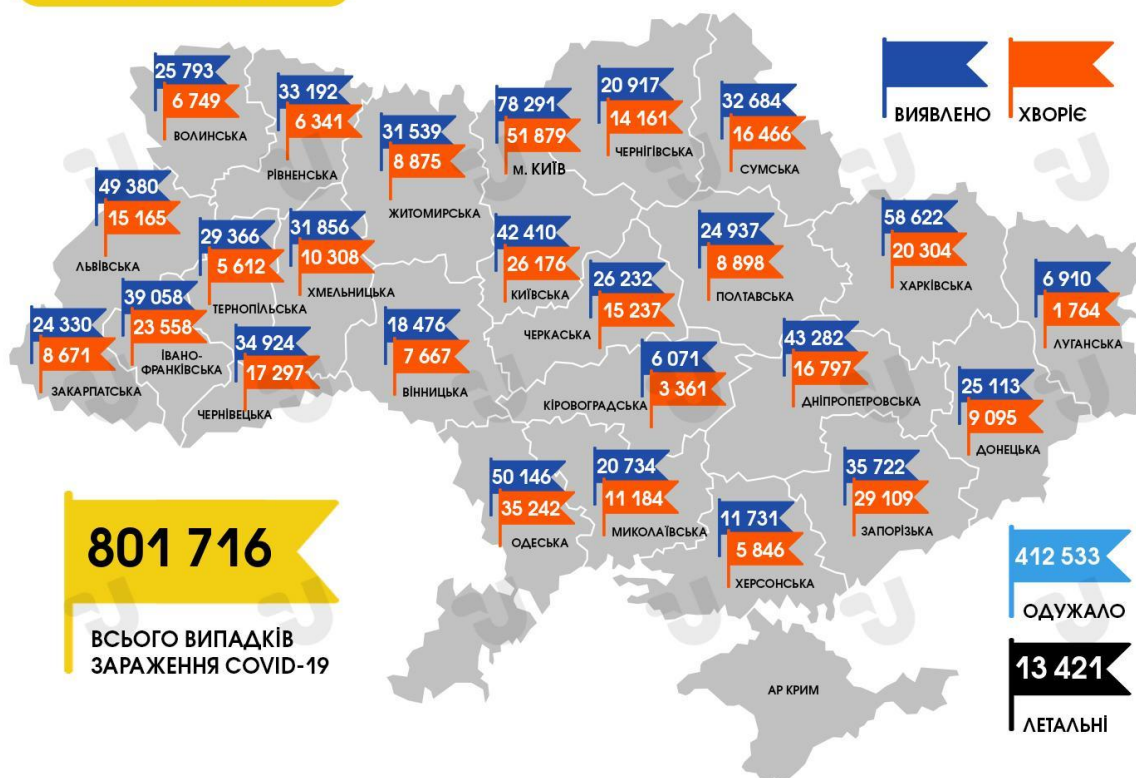 25 793
6 749
ВОЛИНСЬКА
33 192
6 341
РІВНЕНСЬКА
31 539
8 875
ЖИТОМИРСЬКА
78 291
51 879
м. КИЇВ
20 917
14 161
ЧЕРНІГІВСЬКА
32 684
16 466
СУМСЬКА
ВИЯВЛЕНО
ХВОРІЄ
49 380
15 165
ЛЬВІВСЬКА
29 366
5 612
ТЕРНОПІЛЬСЬКА
31 856
10 308
ХМЕЛЬНИЦЬКА
42 410
26 176
КИЇВСЬКА
26 232
15 237
ЧЕРКАСЬКА
24 937
8 898
ПОЛТАВСЬКА
58 622
20 304
ХАРКІВСЬКА
6 910
1 764
ЛУГАНСЬКА
24 330
8 671
ЗАКАРПАТСЬКА
39 058
23 558
ІВАНО-
ФРАНКІВСЬКА
34 924
17 297
ЧЕРНІВЕЦЬКА
18 476
7 667
ВІННИЦЬКА
6 071
3 361
КІРОВОГРАДСЬКА
43 282
16 797
ДНІПРОПЕТРОВСЬКА
25 113
9 095
ДОНЕЦЬКА
50 146
35 242
ОДЕСЬКА
20 734
11 184
МИКОЛАЇВСЬКА
11 731
5 846
ХЕРСОНСЬКА
35 722
29 109
ЗАПОРІЗЬКА
801 716
ВСЬОГО ВИПАДКІВ
ЗАРАЖЕННЯ COVID-19
412 533
ОДУЖАЛО
13 421
ЛЕТАЛЬНІ
АР КРИМ